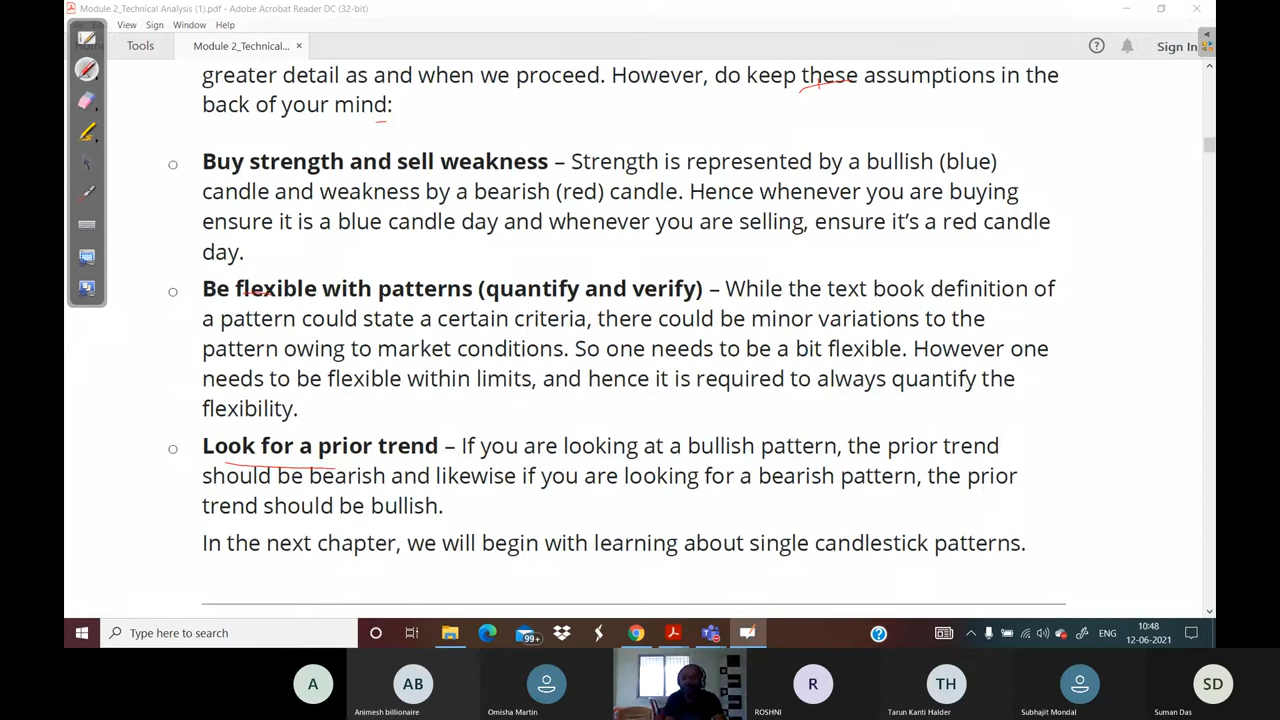 Module 2_Technical Analysis (1).pdf - Adobe Acrobat Reader DC (32-bit)
View Sign Window Help
Tools Module 2_Technical... × Sign In
greater detail as and when we proceed. However, do keep these assumptions in the
back of your mind:
Buy strength and sell weakness – Strength is represented by a bullish (blue)
candle and weakness by a bearish (red) candle. Hence whenever you are buying
ensure it is a blue candle day and whenever you are selling, ensure it’s a red candle
day.
Be flexible with patterns (quantify and verify) – While the text book definition of
a pattern could state a certain criteria, there could be minor variations to the
pattern owing to market conditions. So one needs to be a bit flexible. However one
needs to be flexible within limits, and hence it is required to always quantify the
flexibility.
Look for a prior trend – If you are looking at a bullish pattern, the prior trend
should be bearish and likewise if you are looking for a bearish pattern, the prior
trend should be bullish.
In the next chapter, we will begin with learning about single candlestick patterns.
Type here to search 99+ ENG 10:48
12-06-2021
A AB R TH SD
Animesh billionaire Omisha Martin ROSHNI Tarun Kanti Halder Subhajit Mondal Suman Das